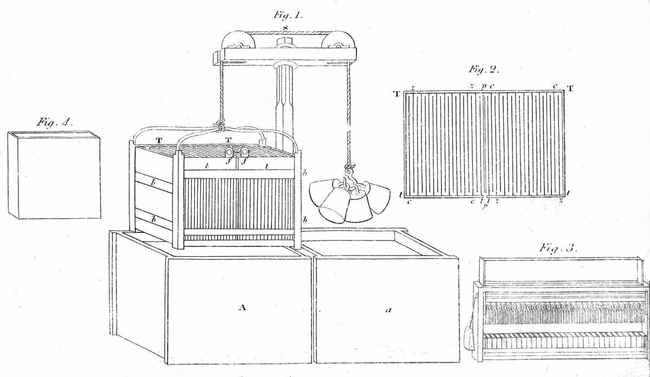 Fig. 1.
Fig. 2.
T z z p c c T
Fig. 4.
T T
f f
t t
h h
h h
t c c t t z z t
p
Fig. 3.
A a